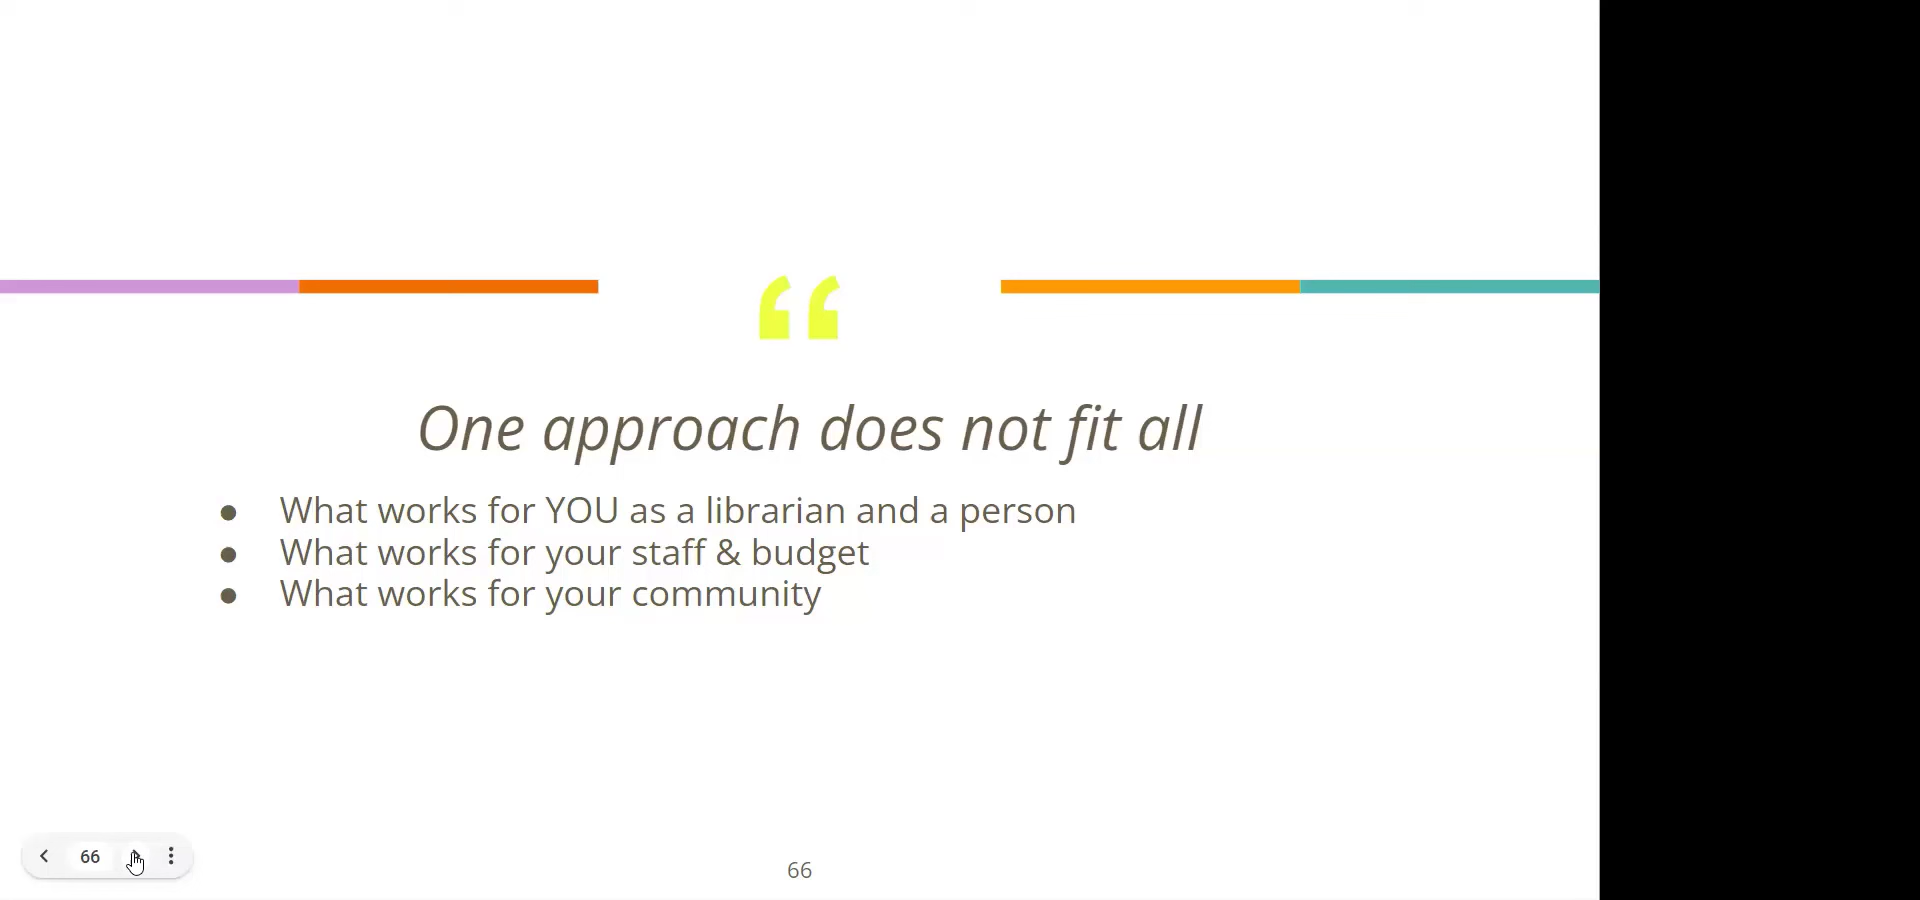 “
One approach does not fit all
● What works for YOU as a librarian and a person
● What works for your staff & budget
● What works for your community
66
66